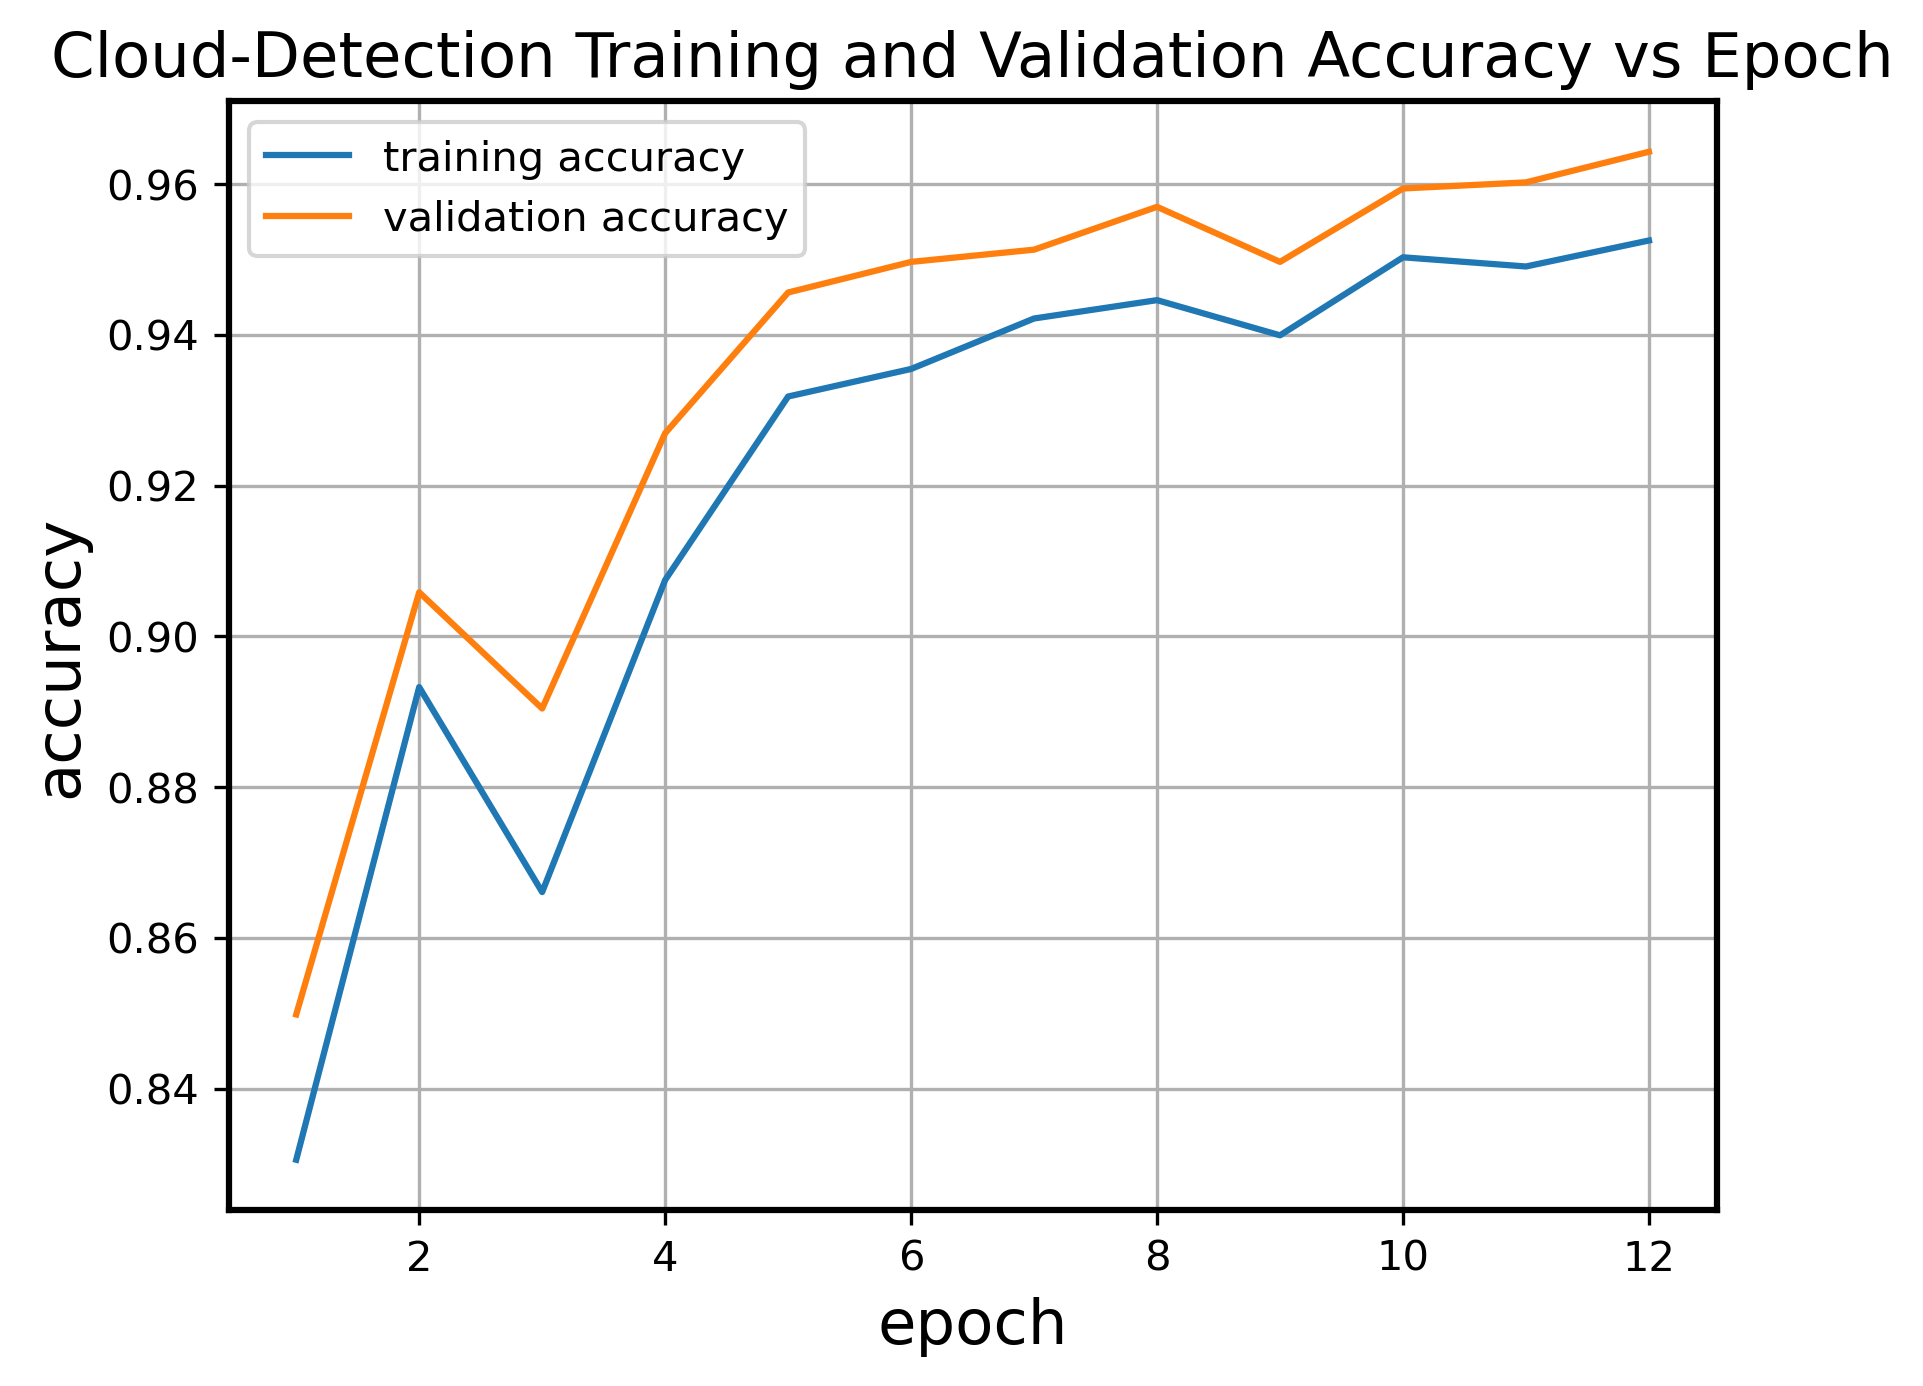 Cloud-Detection Training and Validation Accuracy vs Epoch
training accuracy
validation accuracy
0.96
0.94
0.92
0.90
0.88
0.86
0.84
accuracy
2 4 6 8 10 12
epoch